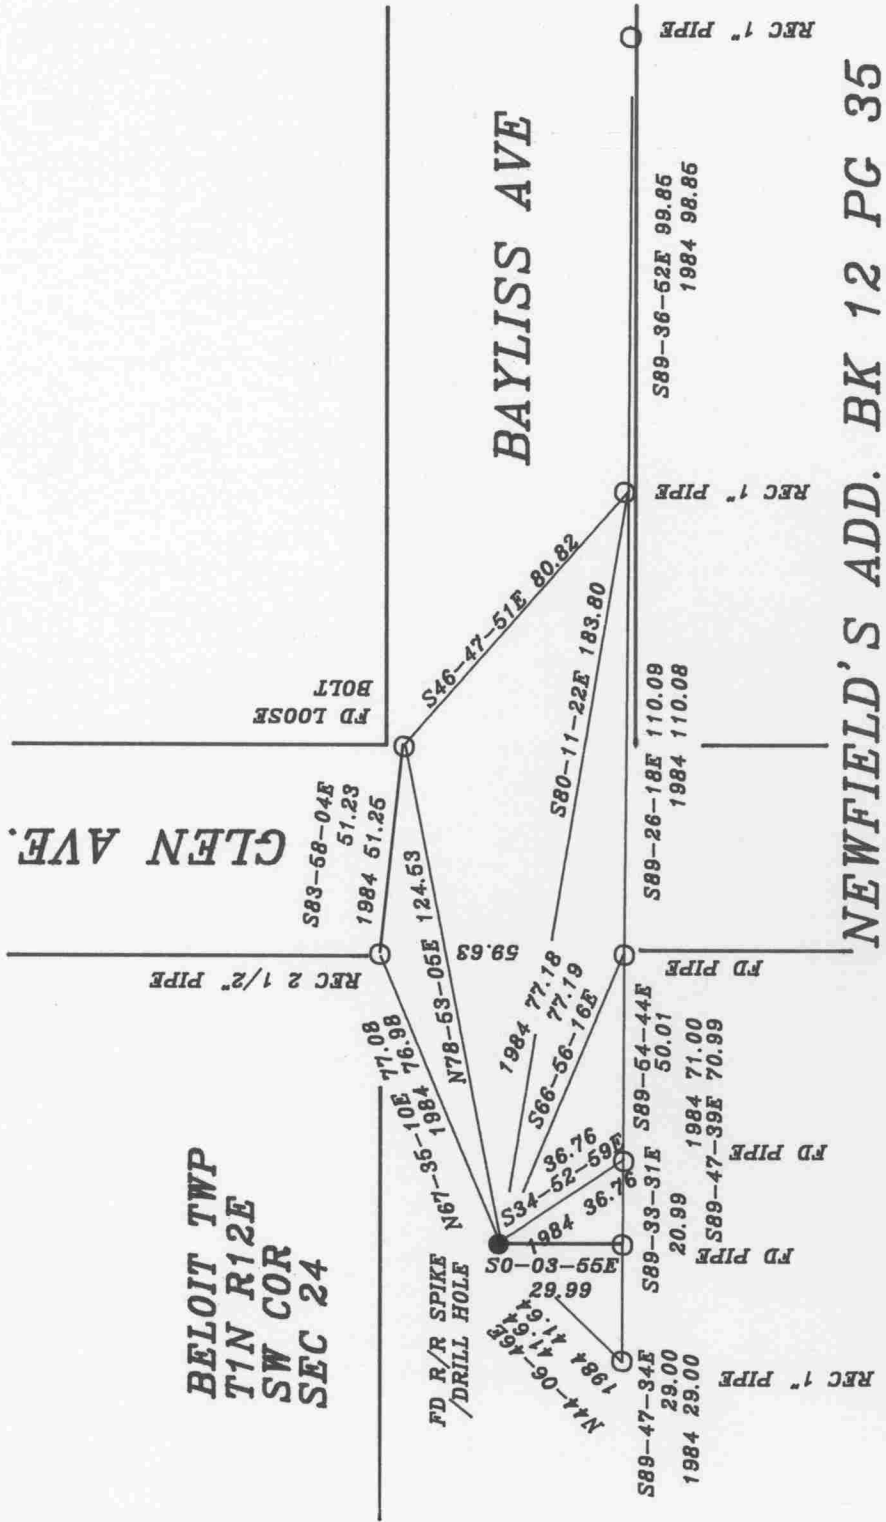 BELOIT TWP
T1N R12E
SW COR
SEC 24
GLEN AVE.
BAYLISS AVE
NEWFIELD'S ADD. BK 12 PG 35
REC 2 1/2" PIPE
S83-58-04E
51.23
1984 51.25
FD LOOSE
BOLT
N67-35-10E 77.08
1984 76.98
N78-53-05E 124.53
59.63
S46-47-51E 80.82
S80-11-22E 183.80
1984 77.18
77.19
S66-56-16E
FD R/R SPIKE
/DRILL HOLE
36.76
S34-52-59E
1984 36.76
S0-03-55E
29.99
N44-06-46E
41.64
1984 41.64
S89-47-34E
29.00
1984 29.00
REC 1" PIPE
S89-33-31E
20.99
FD PIPE
S89-54-44E
50.01
1984 71.00
S89-47-39E 70.99
FD PIPE
FD PIPE
S89-26-18E 110.09
1984 110.08
REC 1" PIPE
S89-36-52E 99.85
1984 98.85
REC 1" PIPE